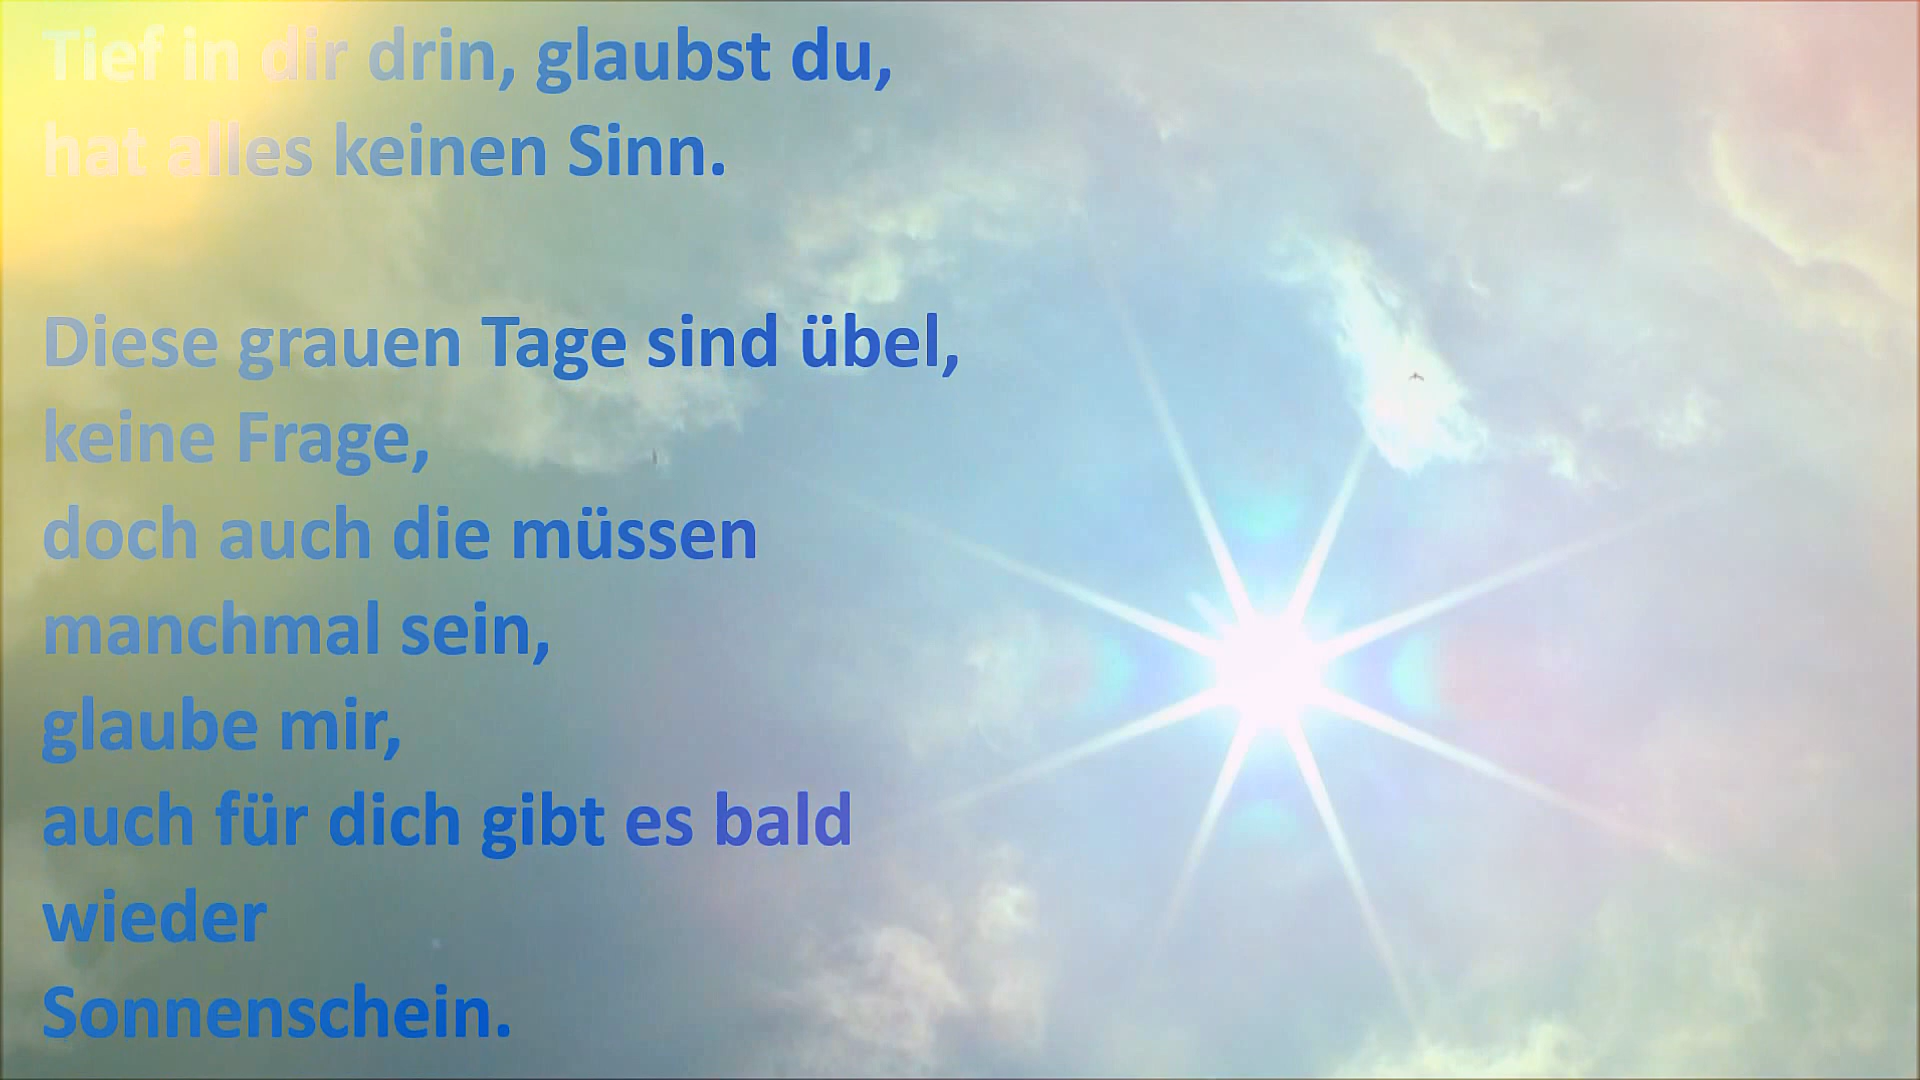 Tief in dir drin, glaubst du,
hat alles keinen Sinn.
Diese grauen Tage sind übel,
keine Frage,
doch auch die müssen
manchmal sein,
glaube mir,
auch für dich gibt es bald
wieder
Sonnenschein.